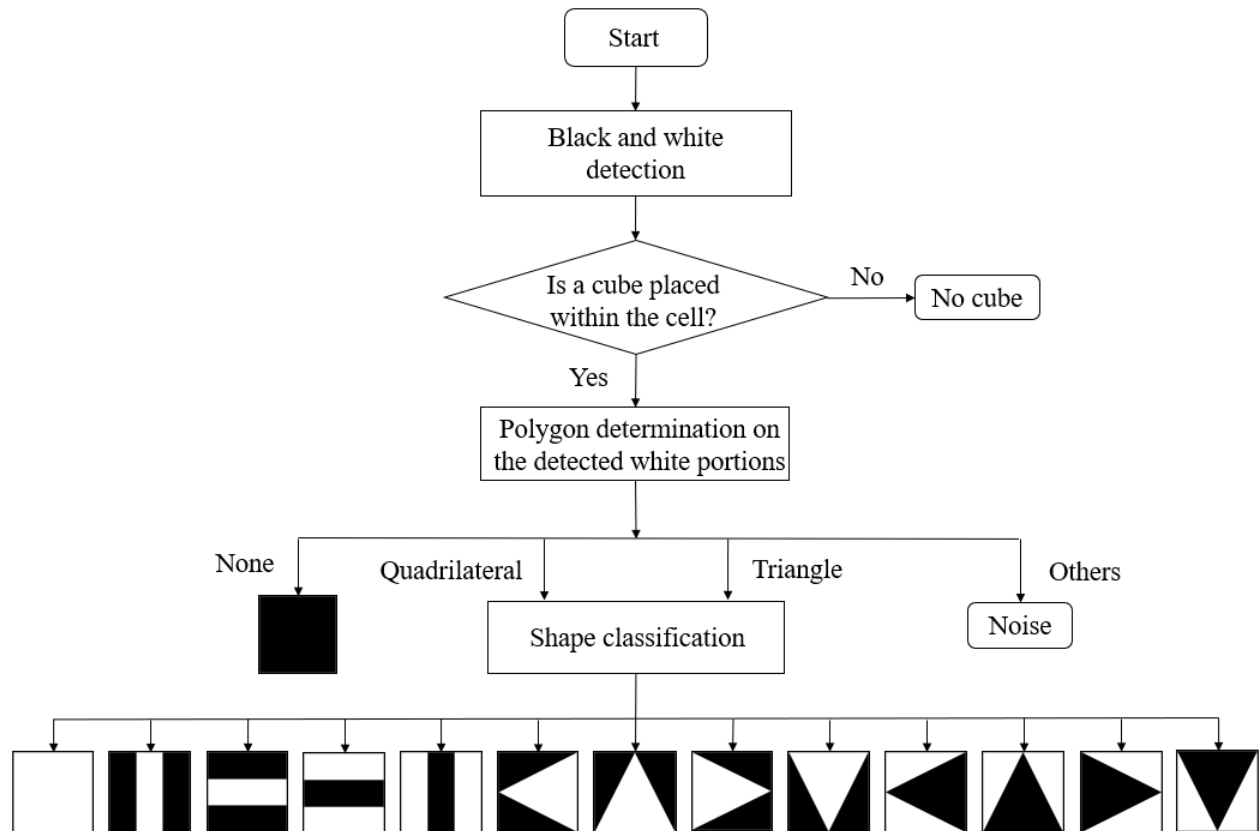 Start
Black and white
detection
Is a cube placed
within the cell?
No
No cube
Yes
Polygon determination on
the detected white portions
None
Quadrilateral
Triangle
Others
Shape classification
Noise